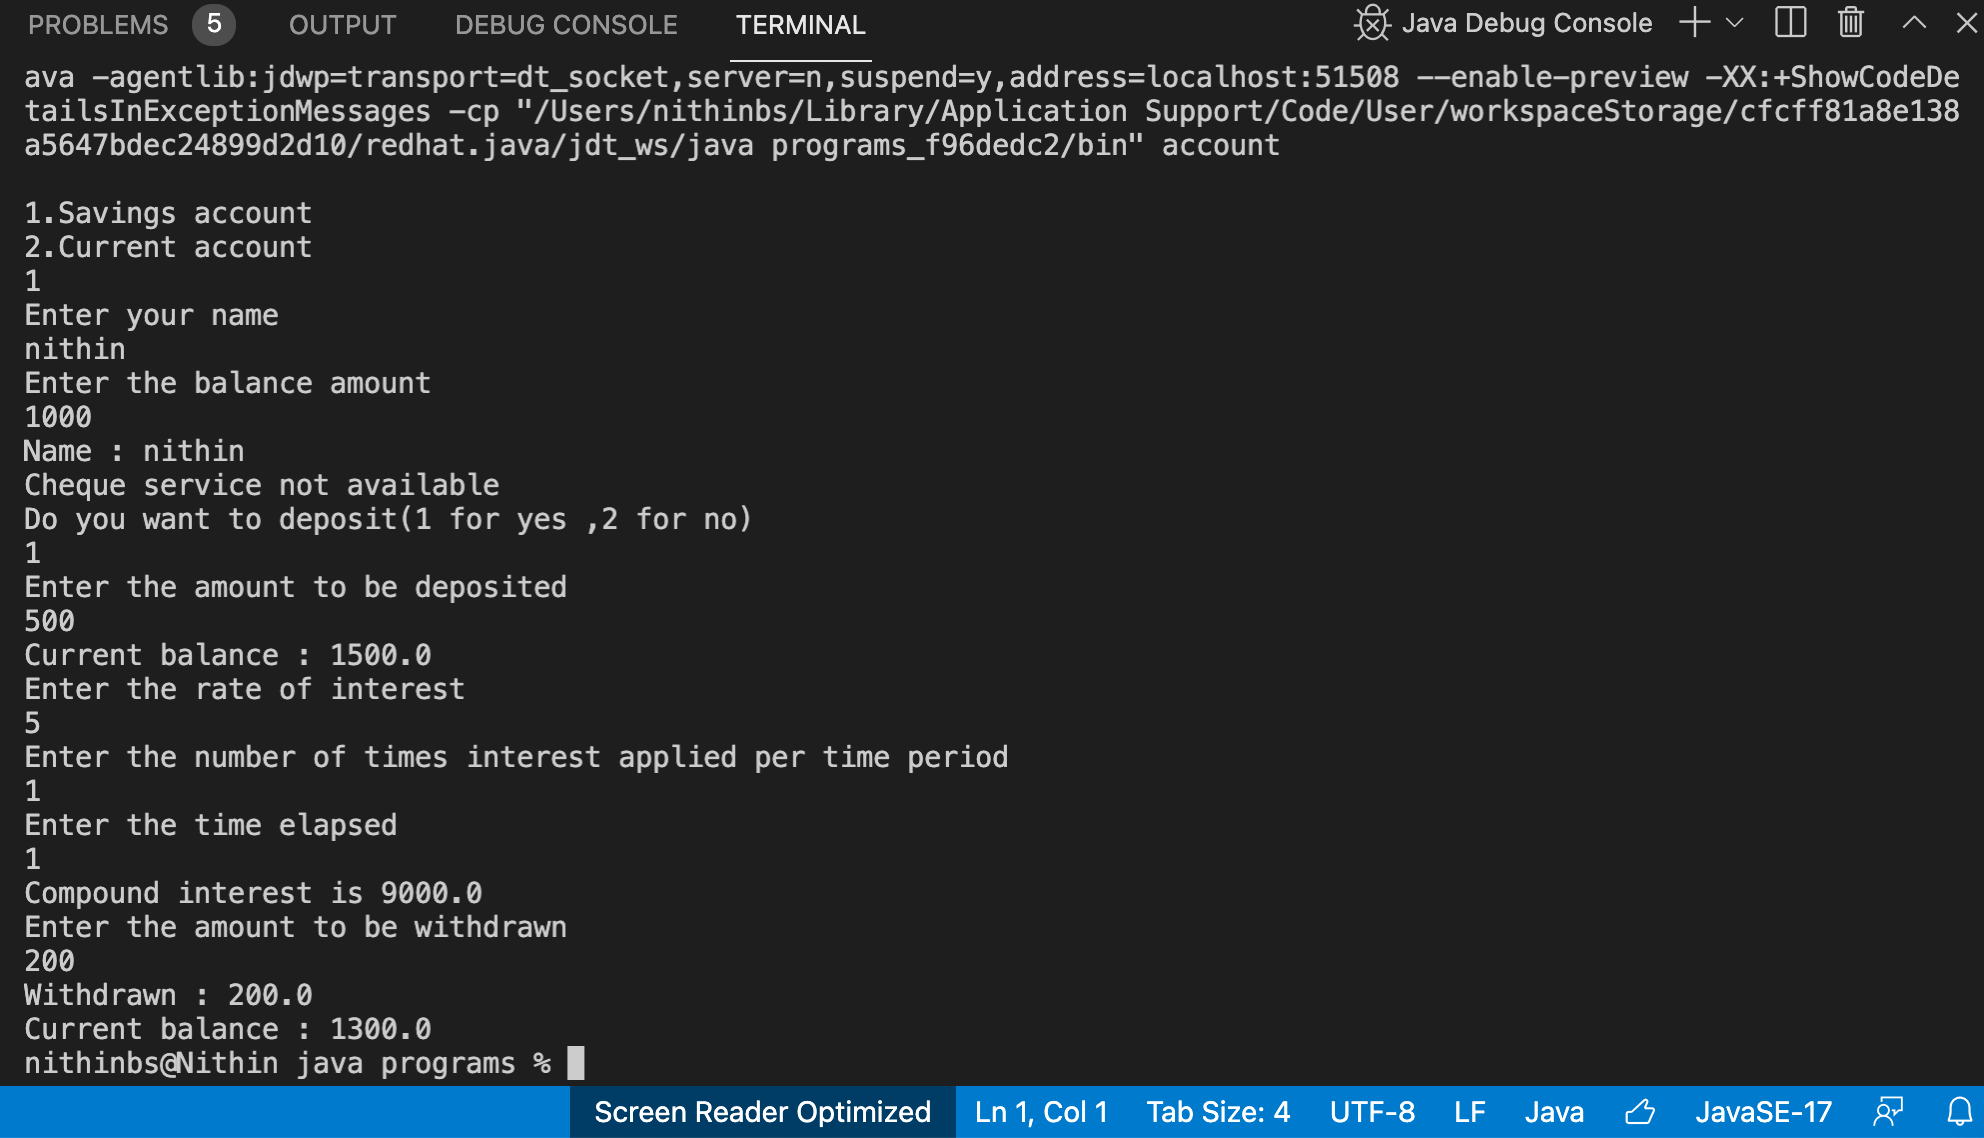 PROBLEMS 5 OUTPUT DEBUG CONSOLE TERMINAL Java Debug Console
ava -agentlib:jdwp=transport=dt_socket,server=n,suspend=y,address=localhost:51508 --enable-preview -XX:+ShowCodeDe
tailsInExceptionMessages -cp "/Users/nithinbs/Library/Application Support/Code/User/workspaceStorage/cfcff81a8e138
a5647bdec24899d2d10/redhat.java/jdt_ws/java programs_f96dedc2/bin" account
1.Savings account
2.Current account
1
Enter your name
nithin
Enter the balance amount
1000
Name : nithin
Cheque service not available
Do you want to deposit(1 for yes ,2 for no)
1
Enter the amount to be deposited
500
Current balance : 1500.0
Enter the rate of interest
5
Enter the number of times interest applied per time period
1
Enter the time elapsed
1
Compound interest is 9000.0
Enter the amount to be withdrawn
200
Withdrawn : 200.0
Current balance : 1300.0
nithinbs@Nithin java programs %
Screen Reader Optimized Ln 1, Col 1 Tab Size: 4 UTF-8 LF Java JavaSE-17